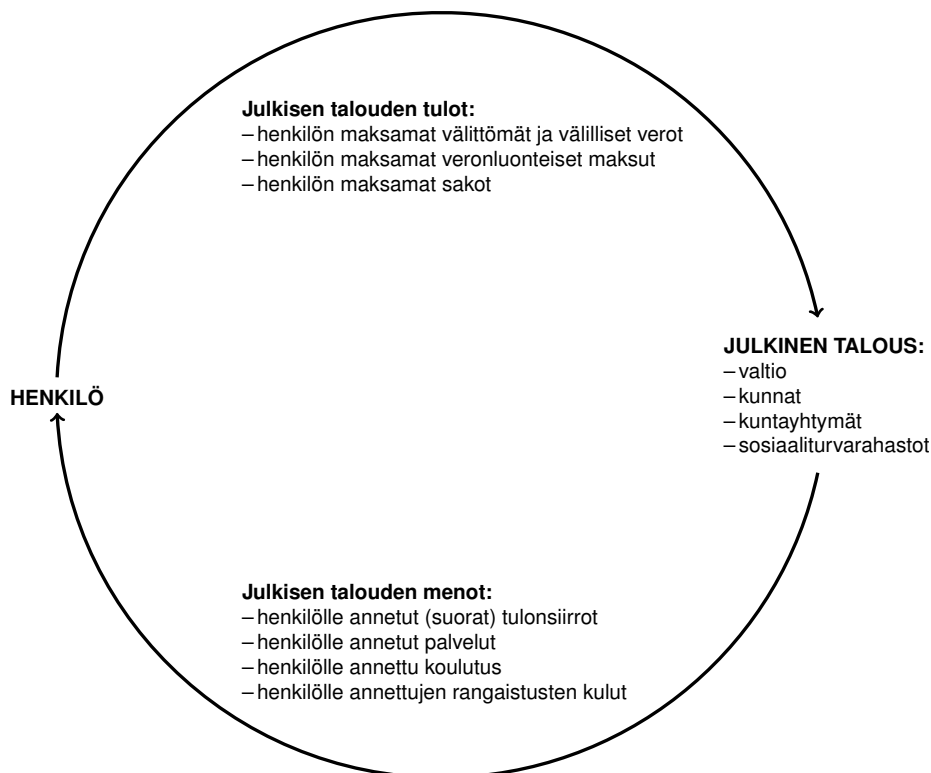 Julkisen talouden tulot:
– henkilön maksamat välittömät ja välilliset verot
– henkilön maksamat veronluonteiset maksut
– henkilön maksamat sakot
JULKINEN TALOUS:
– valtio
– kunnat
– kuntayhtymät
– sosiaaliturvarahastot
HENKILÖ
Julkisen talouden menot:
– henkilölle annetut (suorat) tulonsiirrot
– henkilölle annetut palvelut
– henkilölle annettu koulutus
– henkilölle annettujen rangaistusten kulut